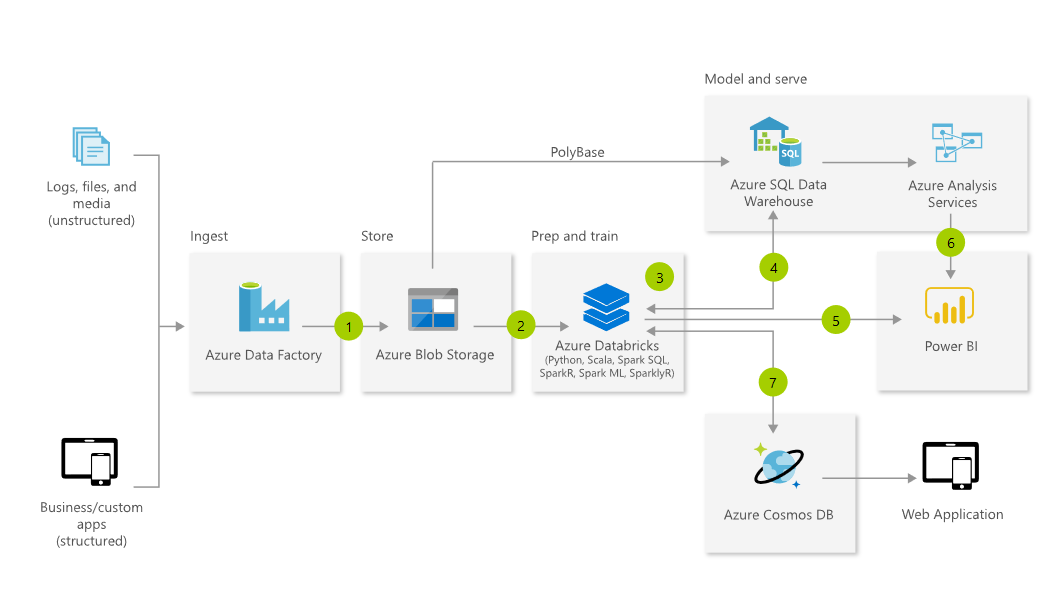 Model and serve
PolyBase
SQL
Azure SQL Data
Warehouse
Azure Analysis
Services
Logs, files, and
media
(unstructured)
Ingest
Store
Prep and train
6
4
3
Azure Data Factory
1
Azure Blob Storage
2
Azure Databricks
(Python, Scala, Spark SQL,
SparkR, Spark ML, SparklyR)
5
Power BI
7
Business/custom
apps
(structured)
Azure Cosmos DB
Web Application